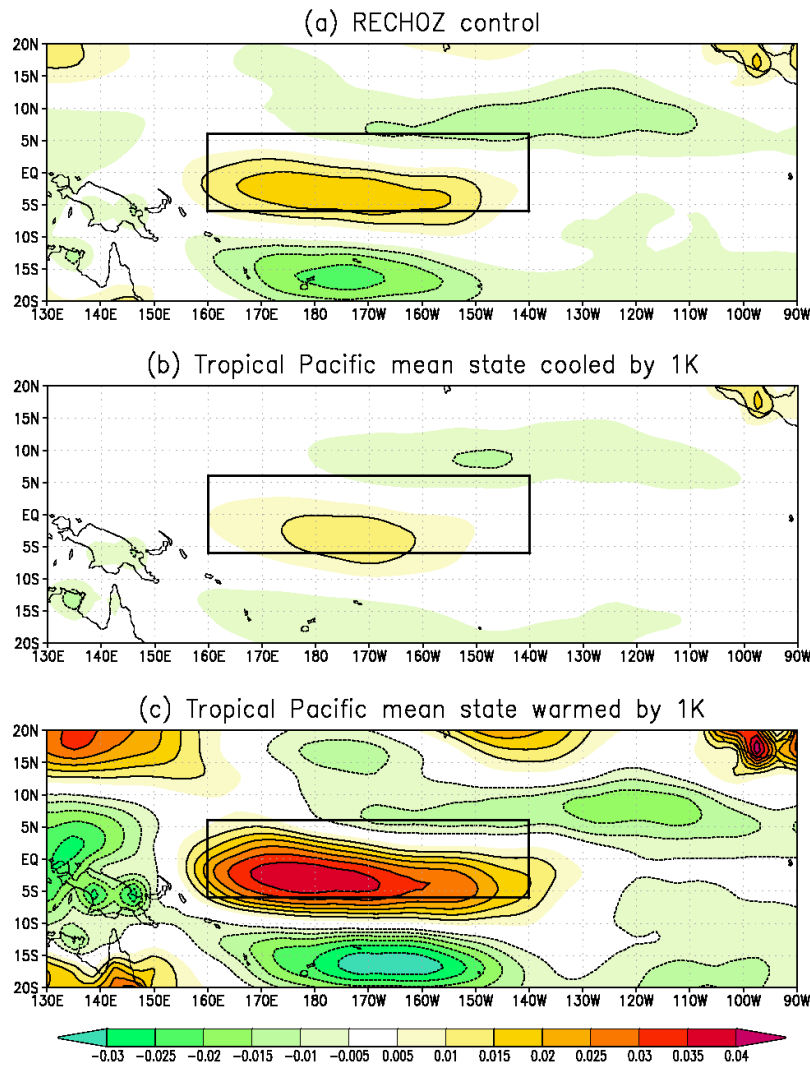 (a) RECHOZ control
20N
15N
10N
5N
EQ
5S
10S
15S
20S
130E 140E 150E 160E 170E 180 170W 160W 150W 140W 130W 120W 110W 100W 90W
(b) Tropical Pacific mean state cooled by 1K
20N
15N
10N
5N
EQ
5S
10S
15S
20S
130E 140E 150E 160E 170E 180 170W 160W 150W 140W 130W 120W 110W 100W 90W
(c) Tropical Pacific mean state warmed by 1K
20N
15N
10N
5N
EQ
5S
10S
15S
20S
130E 140E 150E 160E 170E 180 170W 160W 150W 140W 130W 120W 110W 100W 90W
-0.03 -0.025 -0.02 -0.015 -0.01 -0.005 0.005 0.01 0.015 0.02 0.025 0.03 0.035 0.04